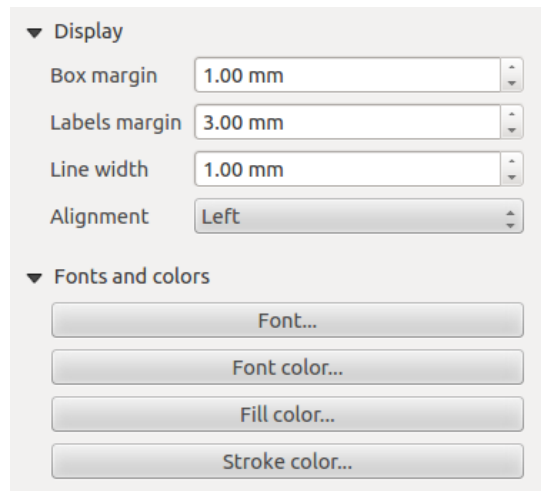 Display
Box margin 1.00 mm
Labels margin 3.00 mm
Line width 1.00 mm
Alignment Left
Fonts and colors
Font...
Font color...
Fill color...
Stroke color...